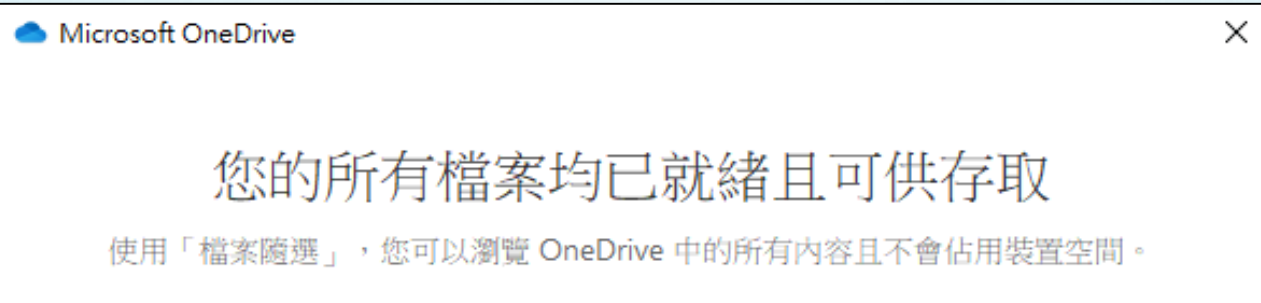 Microsoft OneDrive
您的所有檔案均已就緒且可供存取
使用「檔案隨選」，您可以瀏覽 OneDrive 中的所有內容且不會佔用裝置空間。